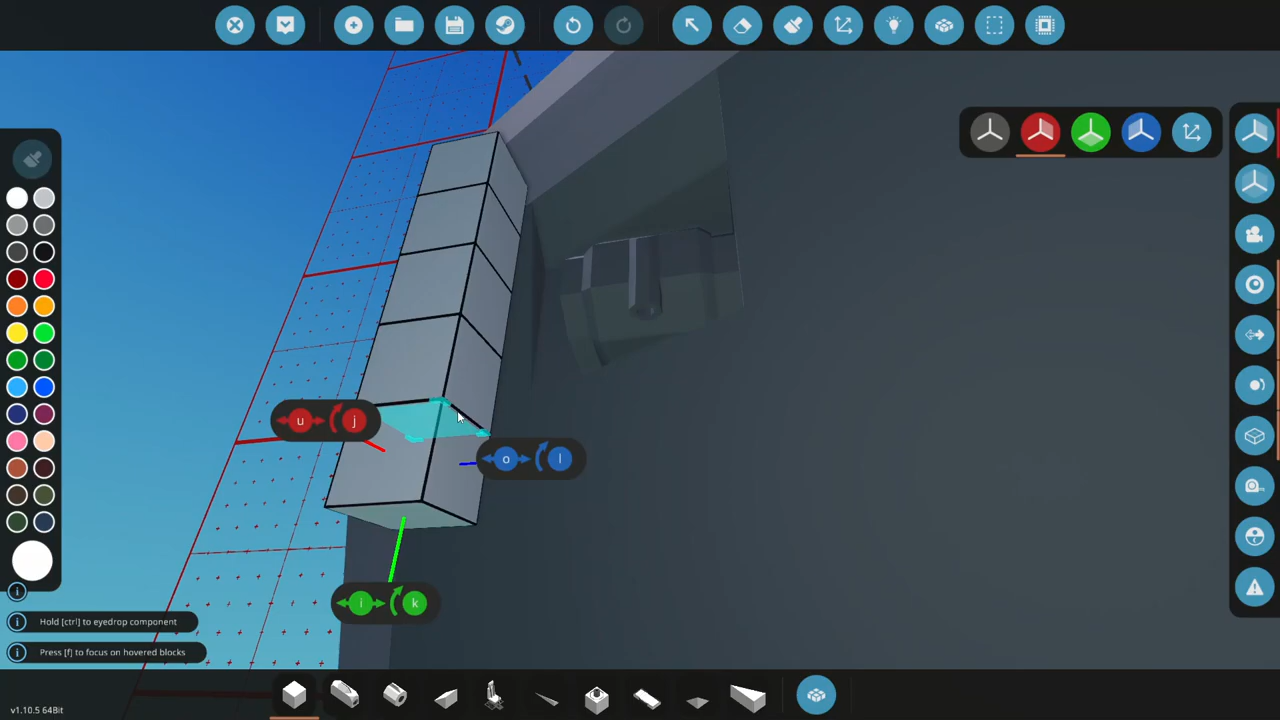 u j
o l
i k
Hold [ctrl] to eyedrop component
Press [f] to focus on hovered blocks
v1.10.5 64Bit